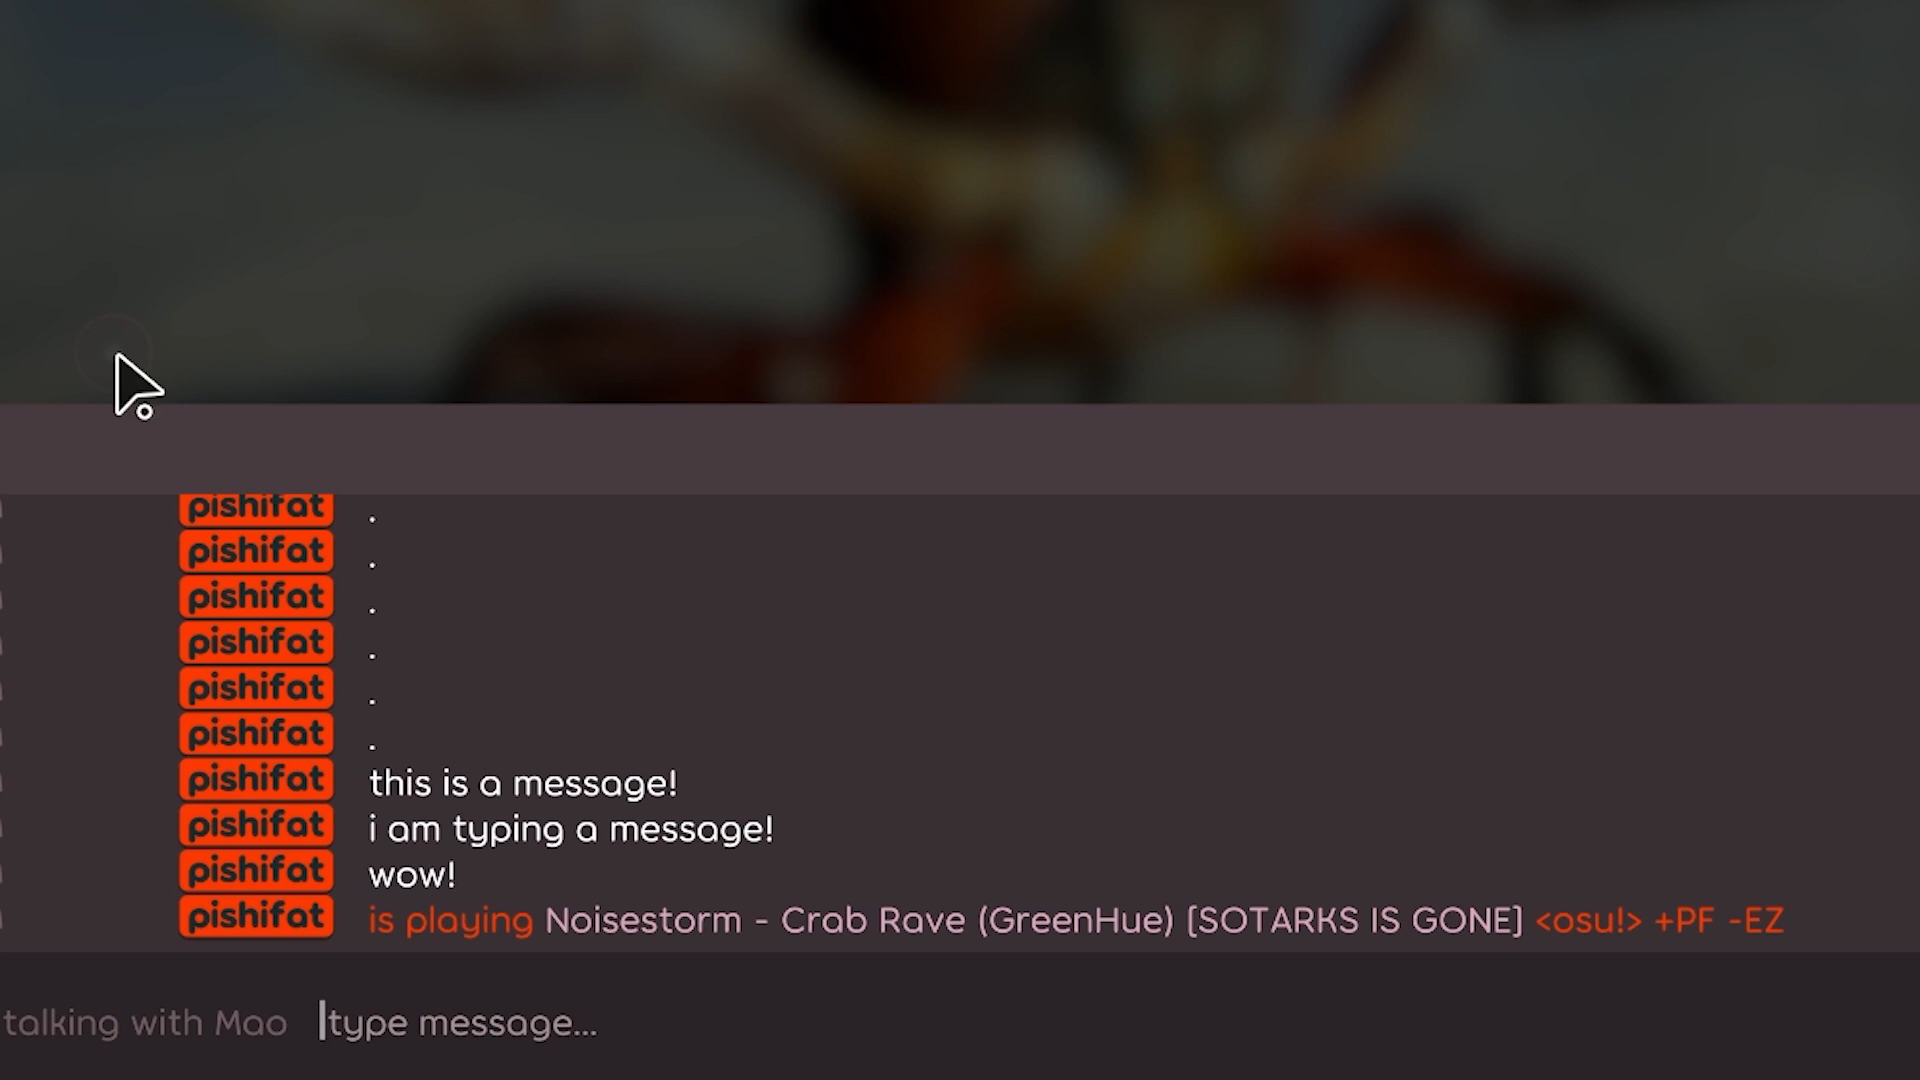 pishifat .
pishifat .
pishifat .
pishifat .
pishifat .
pishifat .
pishifat this is a message!
pishifat i am typing a message!
pishifat wow!
pishifat is playing Noisestorm - Crab Rave (GreenHue) [SOTARKS IS GONE] <osu!> +PF -EZ
talking with Mao type message...